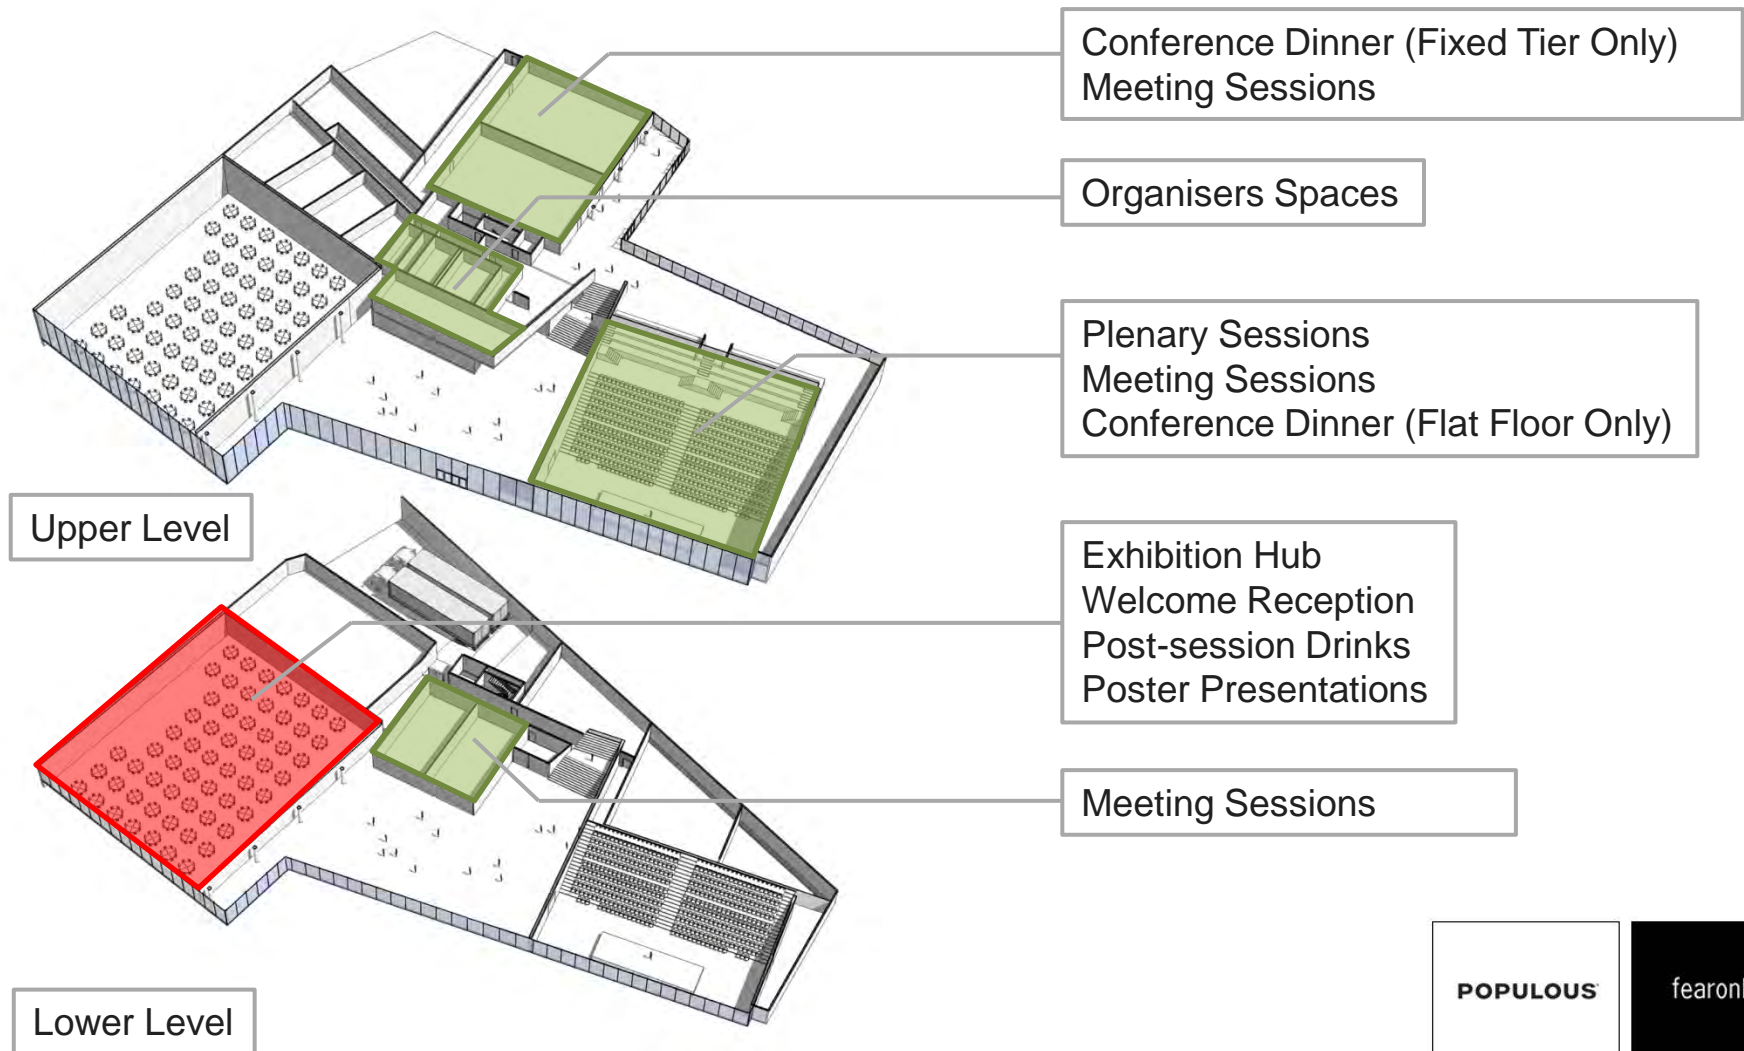 Conference Dinner (Fixed Tier Only)
Meeting Sessions
Organisers Spaces
Plenary Sessions
Meeting Sessions
Conference Dinner (Flat Floor Only)
Upper Level
Exhibition Hub
Welcome Reception
Post-session Drinks
Poster Presentations
Meeting Sessions
Lower Level
POPULOUS